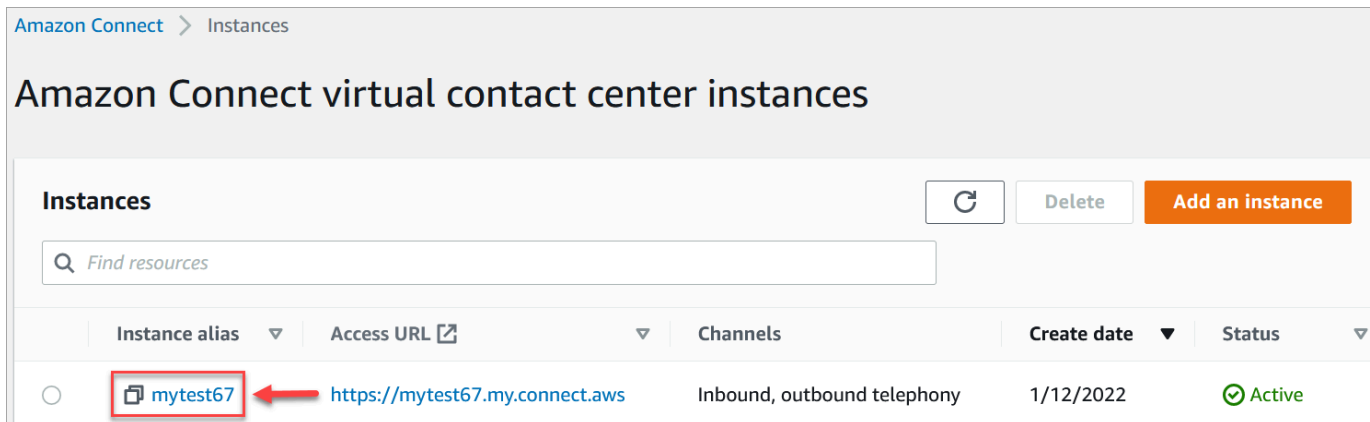 Amazon Connect > Instances
Amazon Connect virtual contact center instances
Instances
Delete
Add an instance
Find resources
Instance alias Access URL Channels Create date Status
mytest67 https://mytest67.my.connect.aws Inbound, outbound telephony 1/12/2022 Active